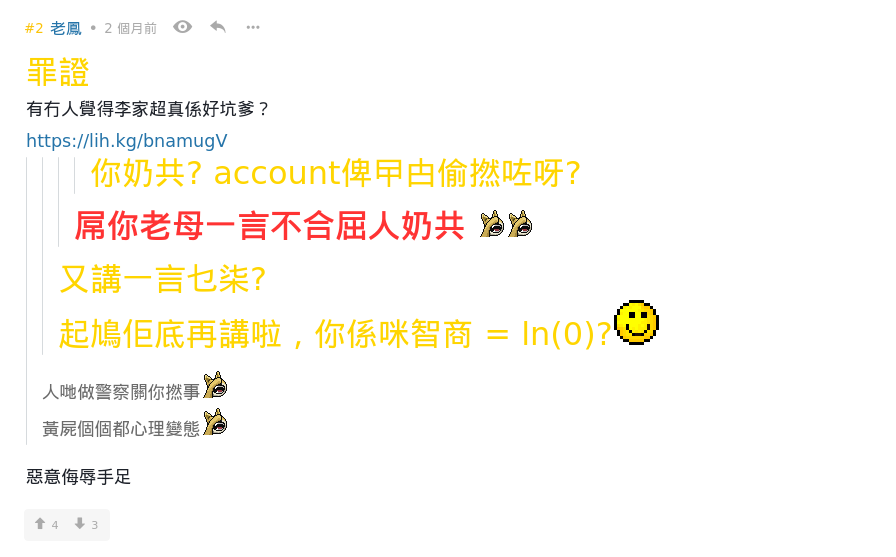 #2 老鳳 • 2 個月前
罪證
有冇人覺得李家超真係好坑爹？
https://lih.kg/bnamugV
你奶共? account俾曱甴偷撚咗呀?
屌你老母一言不合屈人奶共
又講一言乜柒?
起鳩佢底再講啦，你係咪智商 = ln(0)?
人哋做警察關你撚事
黃屍個個都心理變態
惡意侮辱手足
4 3